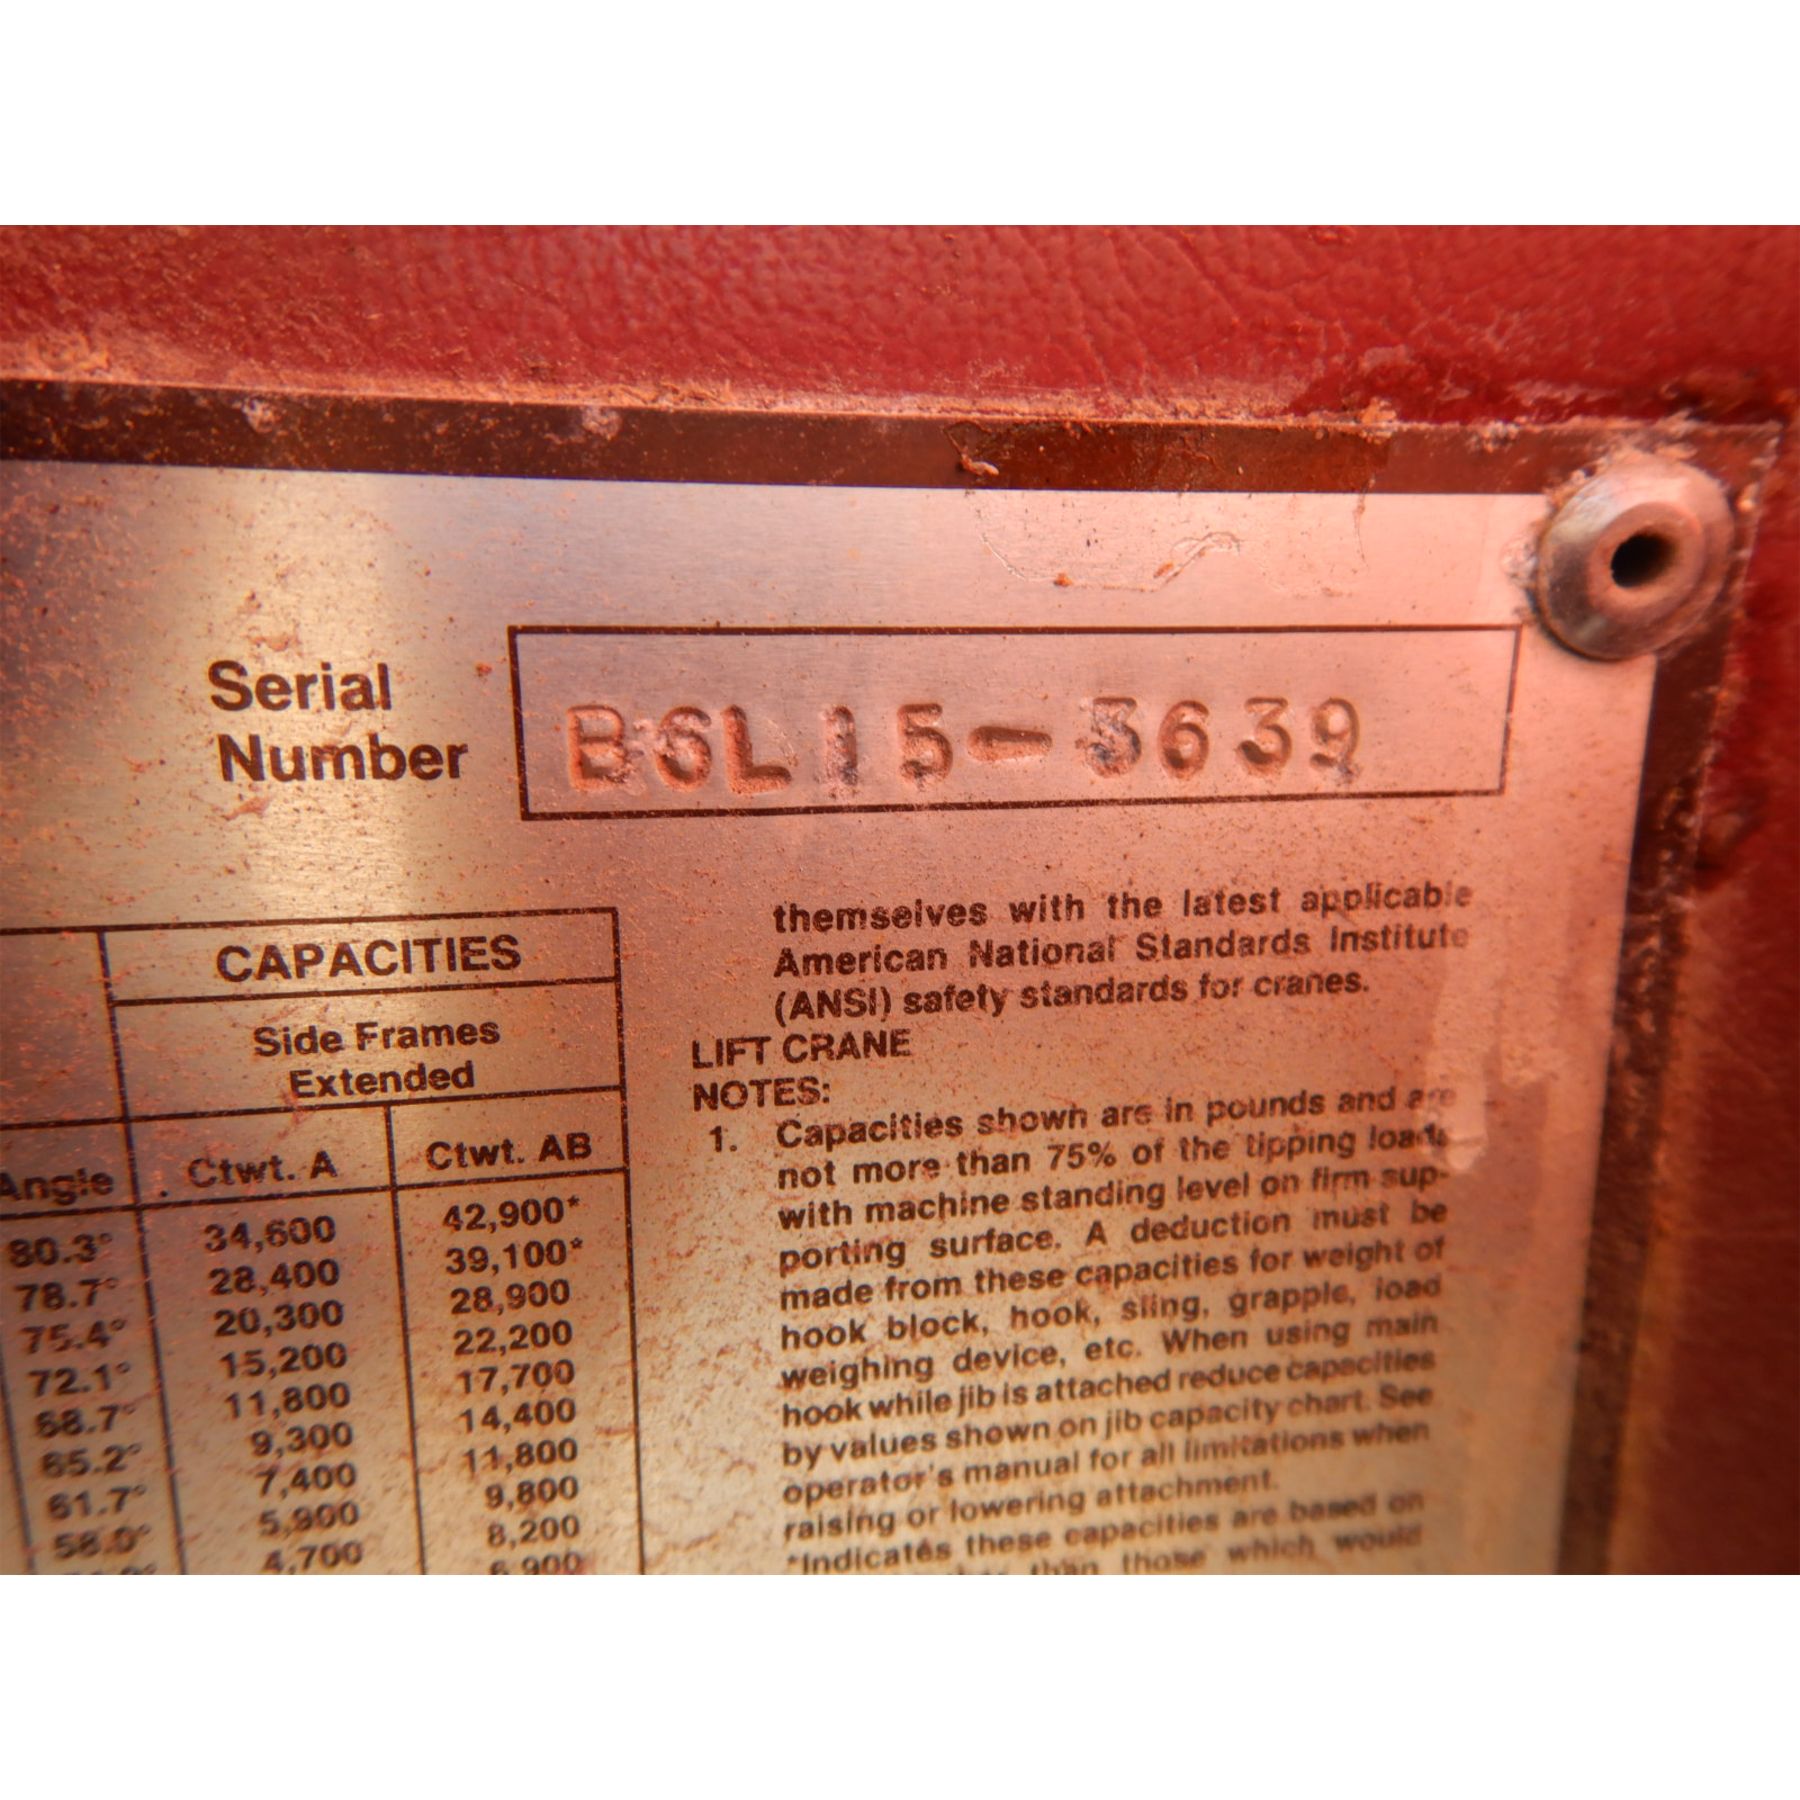 Serial
Number
B6L15-3639
themselves with the latest applicable
American National Standards Institute
(ANSI) safety standards for cranes.
LIFT CRANE
NOTES:
1. Capacities shown are in pounds and are
not more than 75% of the tipping loads
with machine standing level on firm sup-
porting surface. A deduction must be
made from these capacities for weight of
hook block, hook, sling, grapple, load
weighing device, etc. When using main
hook while jib is attached reduce capacities
by values shown on jib capacity chart. See
operator's manual for all limitations when
raising or lowering attachment.
*Indicates these capacities are based on
than those which would
CAPACITIES
Side Frames
Extended
Angle Ctwt. A Ctwt. AB
80.3° 34,600 42,900*
78.7° 28,400 39,100*
75.4° 20,300 28,900
72.1° 15,200 22,200
68.7° 11,800 17,700
65.2° 9,300 14,400
61.7° 7,400 11,800
58.0° 5,900 9,800
4,700 8,200
6,900